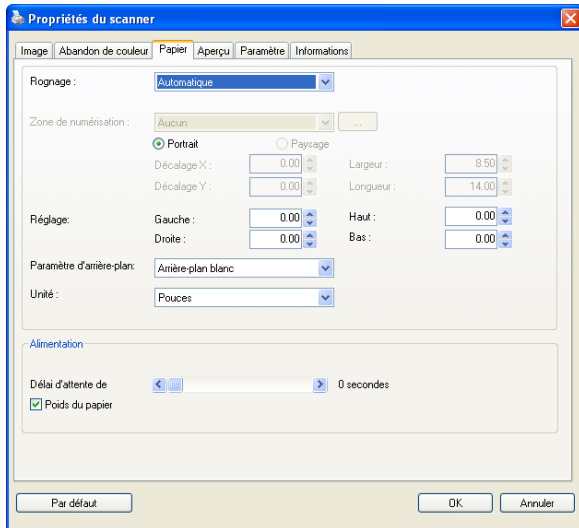 Propriétés du scanner
Image Abandon de couleur Papier Aperçu Paramètre Informations
Rognage : Automatique
Zone de numérisation : Aucun ...
Portrait Paysage
Décalage X : 0.00 Largeur : 8.50
Décalage Y : 0.00 Longueur : 14.00
Réglage: Gauche : 0.00 Haut : 0.00
Droite : 0.00 Bas : 0.00
Paramètre d'arrière-plan: Arrière-plan blanc
Unité : Pouces
Alimentation
Délai d'attente de 0 secondes
Poids du papier
Par défaut OK Annuler